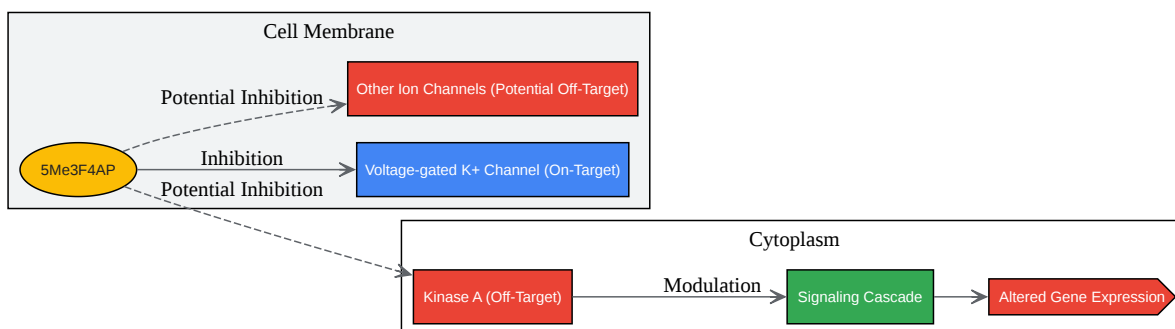 Cell Membrane
Other Ion Channels (Potential Off-Target)
Potential Inhibition
5Me3F4AP
Inhibition
Voltage-gated K+ Channel (On-Target)
Potential Inhibition
Cytoplasm
Kinase A (Off-Target)
Modulation
Signaling Cascade
Altered Gene Expression